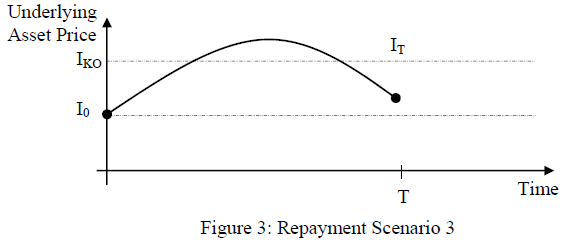 Underlying
Asset Price
I_KO
I_T
I_0
T
Time
Figure 3: Repayment Scenario 3